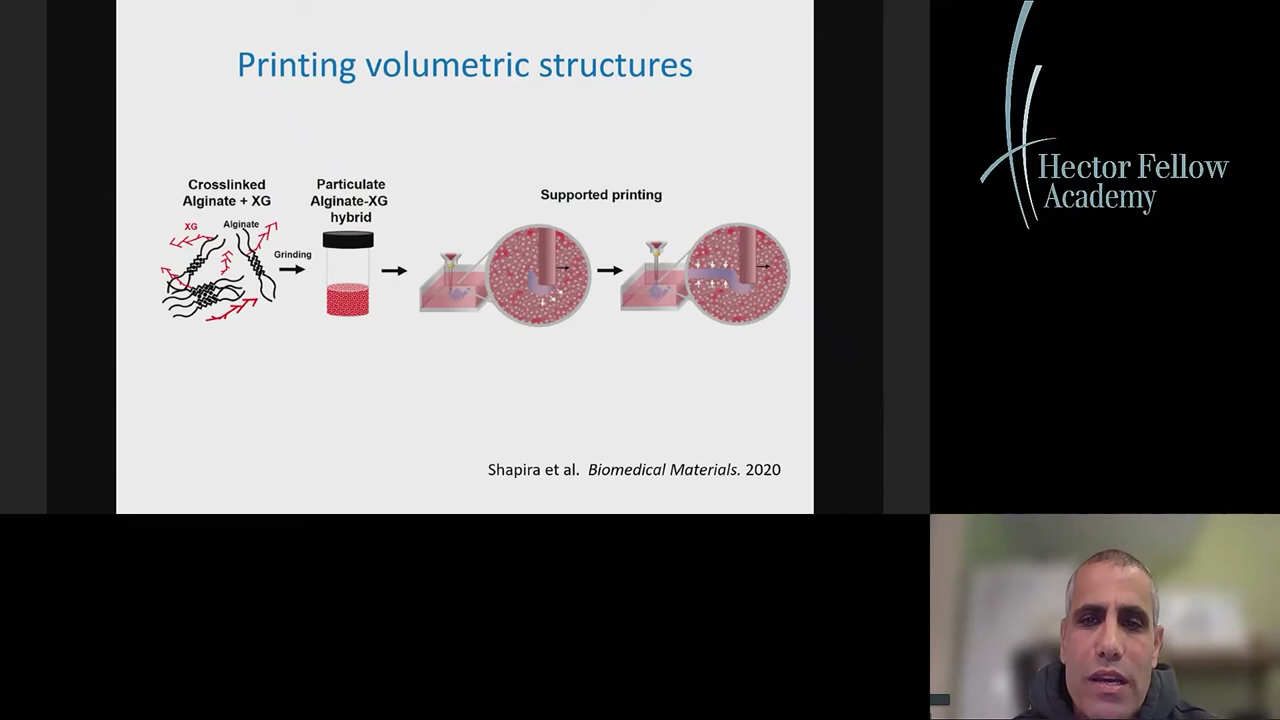 Printing volumetric structures
Crosslinked
Alginate + XG
XG
Alginate
Grinding
Particulate
Alginate-XG
hybrid
Supported printing
Shapira et al. Biomedical Materials. 2020
Hector Fellow
Academy